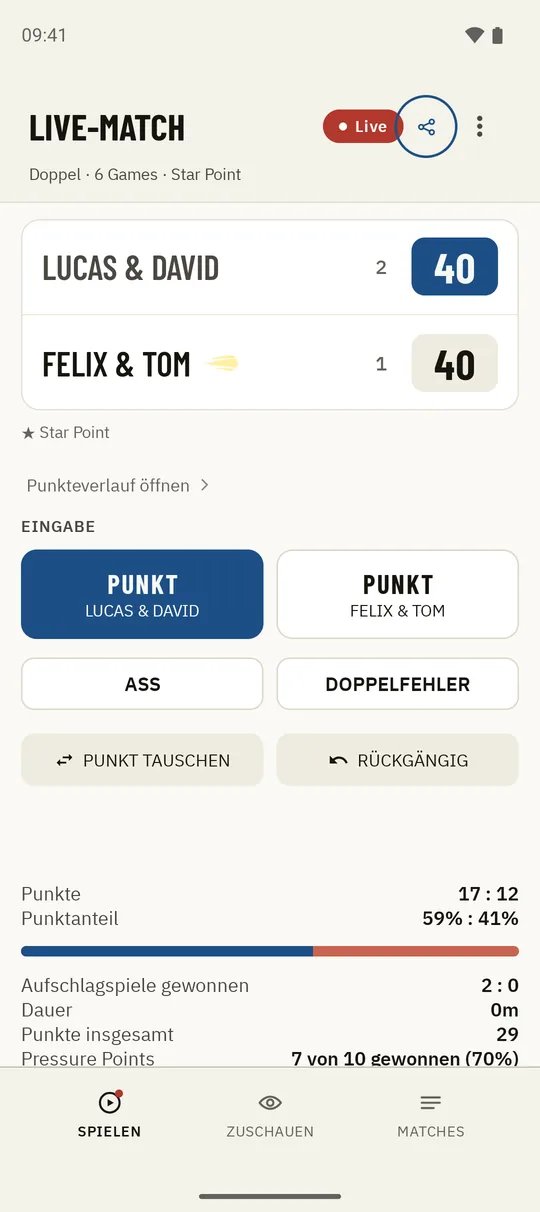 09:41
LIVE-MATCH
Live
Doppel · 6 Games · Star Point
LUCAS & DAVID 2 40
FELIX & TOM 1 40
★ Star Point
Punkteverlauf öffnen
EINGABE
PUNKT
LUCAS & DAVID
PUNKT
FELIX & TOM
ASS
DOPPELFEHLER
PUNKT TAUSCHEN
RÜCKGÄNGIG
Punkte 17 : 12
Punktanteil 59% : 41%
Aufschlagspiele gewonnen 2 : 0
Dauer 0m
Punkte insgesamt 29
Pressure Points 7 von 10 gewonnen (70%)
SPIELEN
ZUSCHAUEN
MATCHES